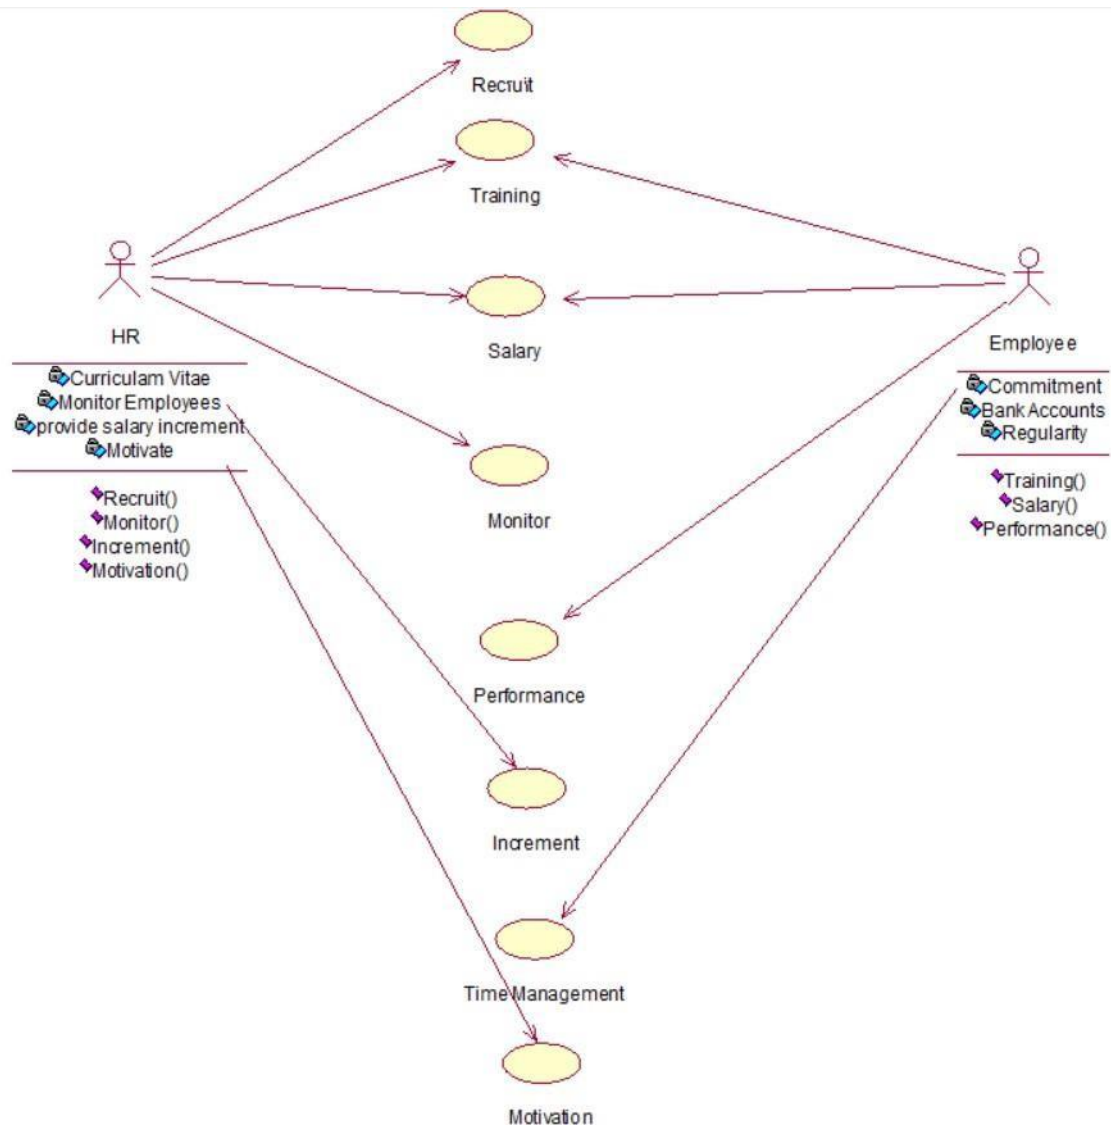 Recruit
Training
HR
Curriculam Vitae
Monitor Employees
provide salary increment
Motivate
Recruit()
Monitor()
Increment()
Motivation()
Salary
Monitor
Performance
Increment
Time Management
Motivation
Employee
Commitment
Bank Accounts
Regularity
Training()
Salary()
Performance()